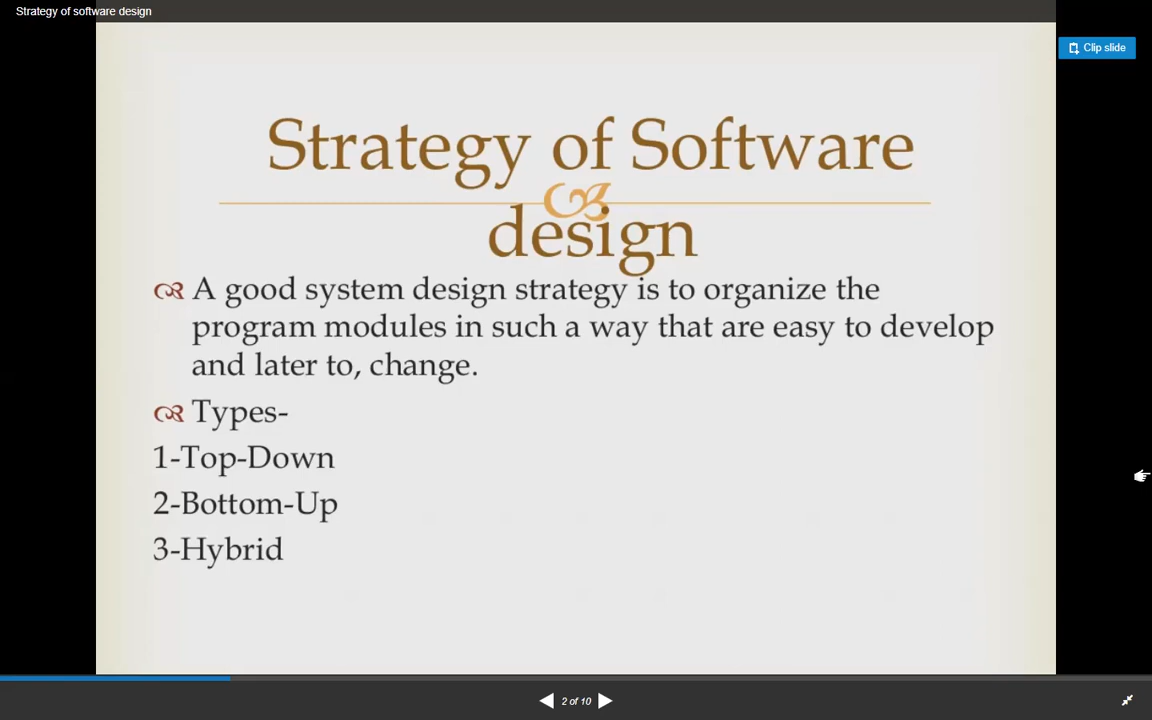 Strategy of software design
Clip slide
Strategy of Software
design
A good system design strategy is to organize the
program modules in such a way that are easy to develop
and later to, change.
Types-
1-Top-Down
2-Bottom-Up
3-Hybrid
2 of 10